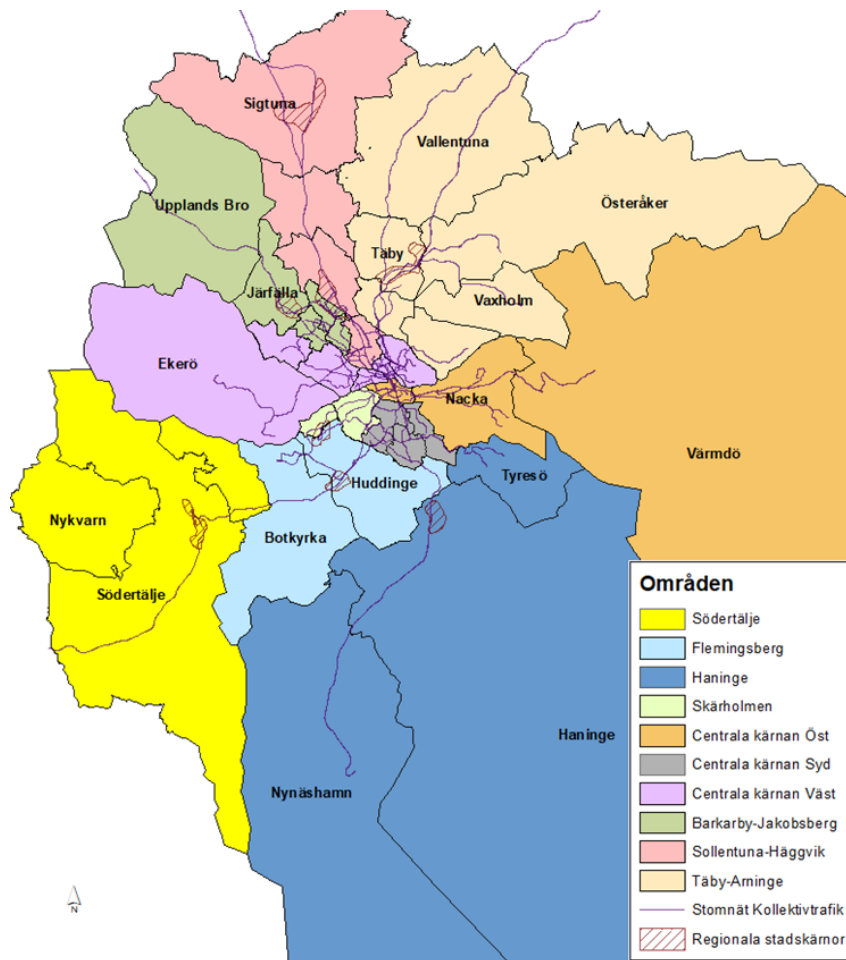 Sigtuna
Vallentuna
Upplands Bro
Österåker
Täby
Järfälla
Vaxholm
Ekerö
Nacka
Värmdö
Tyresö
Huddinge
Nykvarn
Botkyrka
Södertälje
Haninge
Nynäshamn
N
Områden
Södertälje
Flemingsberg
Haninge
Skärholmen
Centrala kärnan Öst
Centrala kärnan Syd
Centrala kärnan Väst
Barkarby-Jakobsberg
Sollentuna-Häggvik
Täby-Arninge
Stomnät Kollektivtrafik
Regionala stadskärnor